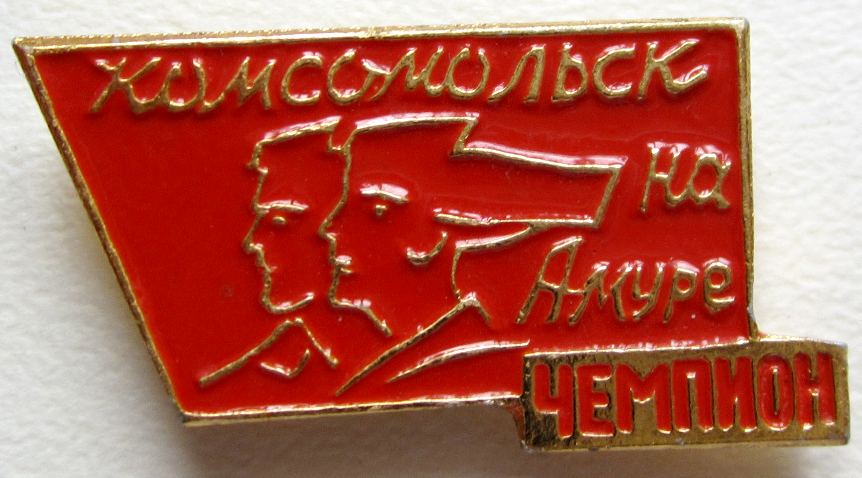 Комсомольск
на
Амуре
ЧЕМПИОН